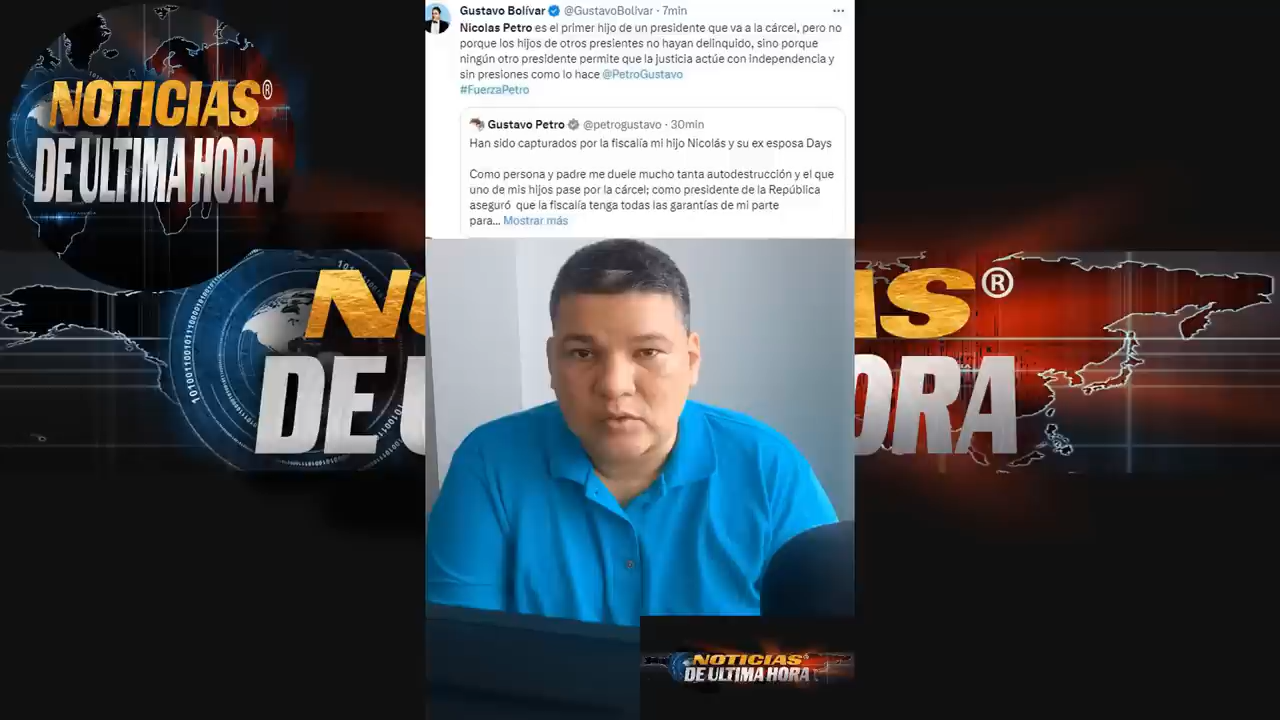 NOTICIAS®
DE ULTIMA HORA
Gustavo Bolívar @GustavoBolivar · 7min
Nicolas Petro es el primer hijo de un presidente que va a la cárcel, pero no
porque los hijos de otros presientes no hayan delinquido, sino porque
ningún otro presidente permite que la justicia actúe con independencia y
sin presiones como lo hace @PetroGustavo
#FuerzaPetro
Gustavo Petro @petrogustavo · 30min
Han sido capturados por la fiscalía mi hijo Nicolás y su ex esposa Days
Como persona y padre me duele mucho tanta autodestrucción y el que
uno de mis hijos pase por la cárcel; como presidente de la República
aseguró que la fiscalía tenga todas las garantías de mi parte
para... Mostrar más
NOTICIAS®
DE ULTIMA HORA